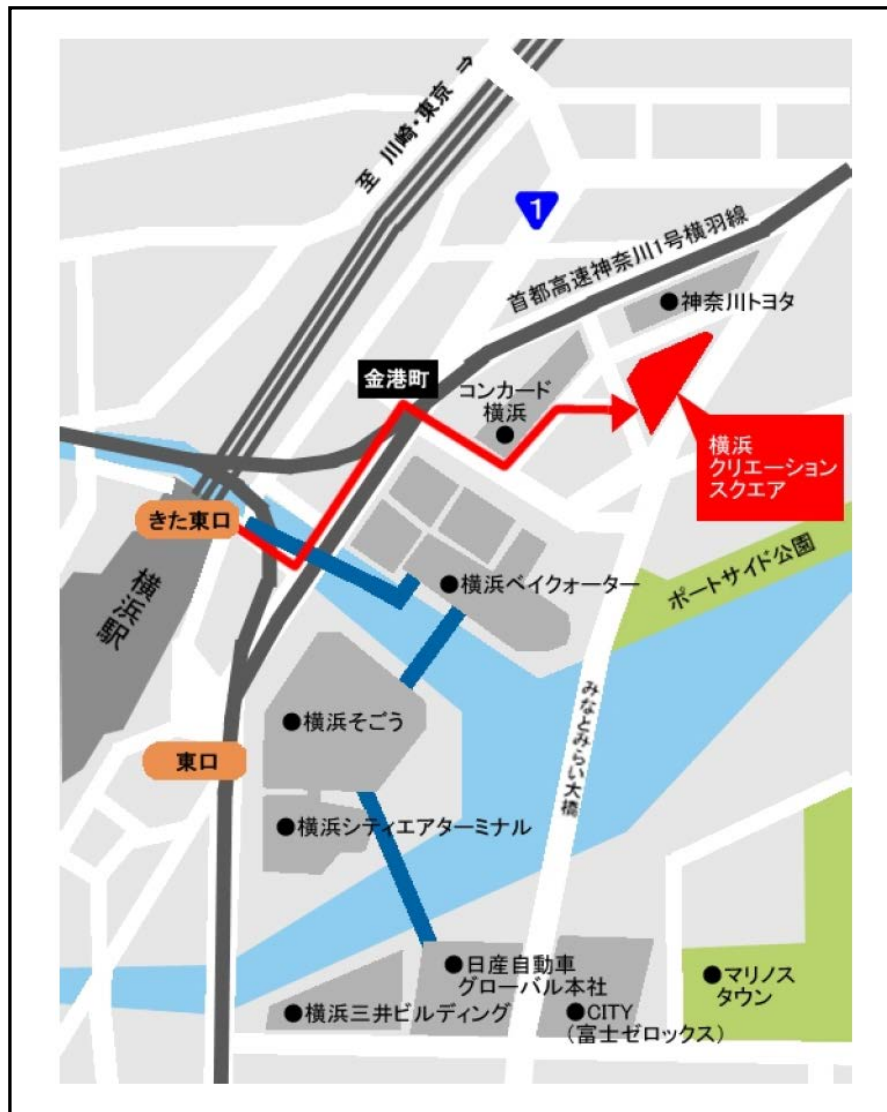 至 川崎・東京 ⇒
1
首都高速神奈川1号横羽線
●神奈川トヨタ
金港町
コンカード
横浜
●
横浜
クリエーション
スクエア
きた東口
横浜駅
●横浜ベイクォーター
ポートサイド公園
●横浜そごう
みなとみらい大橋
東口
●横浜シティエアターミナル
●日産自動車
グローバル本社
●マリノス
タウン
●横浜三井ビルディング
●CITY
(富士ゼロックス)